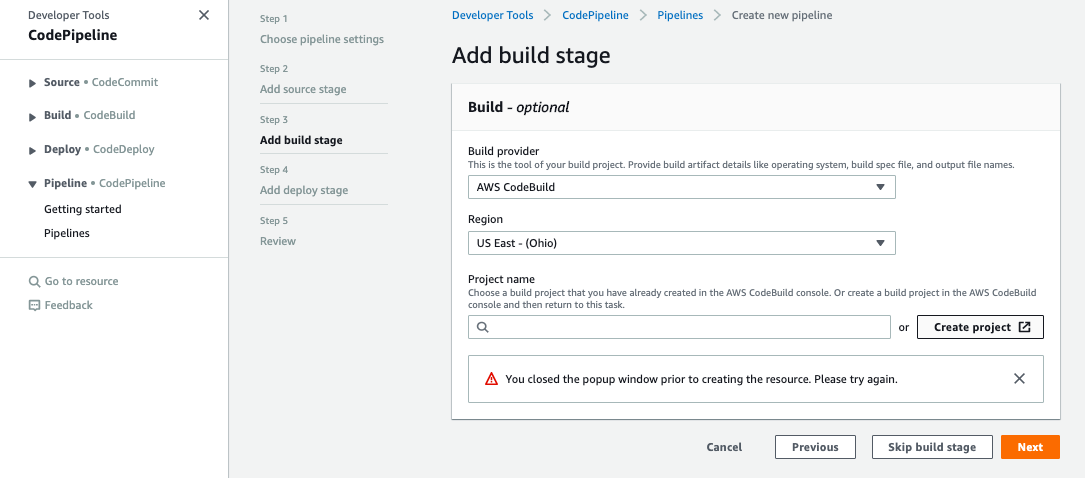 Developer Tools
CodePipeline
Source • CodeCommit
Build • CodeBuild
Deploy • CodeDeploy
Pipeline • CodePipeline
Getting started
Pipelines
Go to resource
Feedback
Step 1
Choose pipeline settings
Step 2
Add source stage
Step 3
Add build stage
Step 4
Add deploy stage
Step 5
Review
Developer Tools > CodePipeline > Pipelines > Create new pipeline
Add build stage
Build - optional
Build provider
This is the tool of your build project. Provide build artifact details like operating system, build spec file, and output file names.
AWS CodeBuild
Region
US East - (Ohio)
Project name
Choose a build project that you have already created in the AWS CodeBuild console. Or create a build project in the AWS CodeBuild
console and then return to this task.
or Create project
You closed the popup window prior to creating the resource. Please try again.
Cancel Previous Skip build stage Next